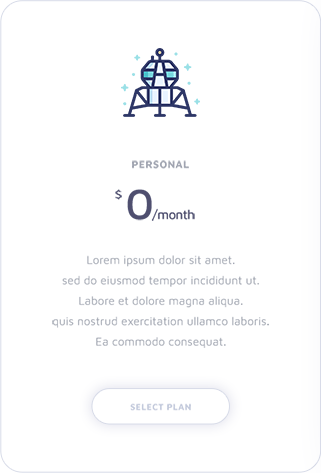 PERSONAL
$0/month
Lorem ipsum dolor sit amet.
sed do eiusmod tempor incididunt ut.
Labore et dolore magna aliqua.
quis nostrud exercitation ullamco laboris.
Ea commodo consequat.
SELECT PLAN